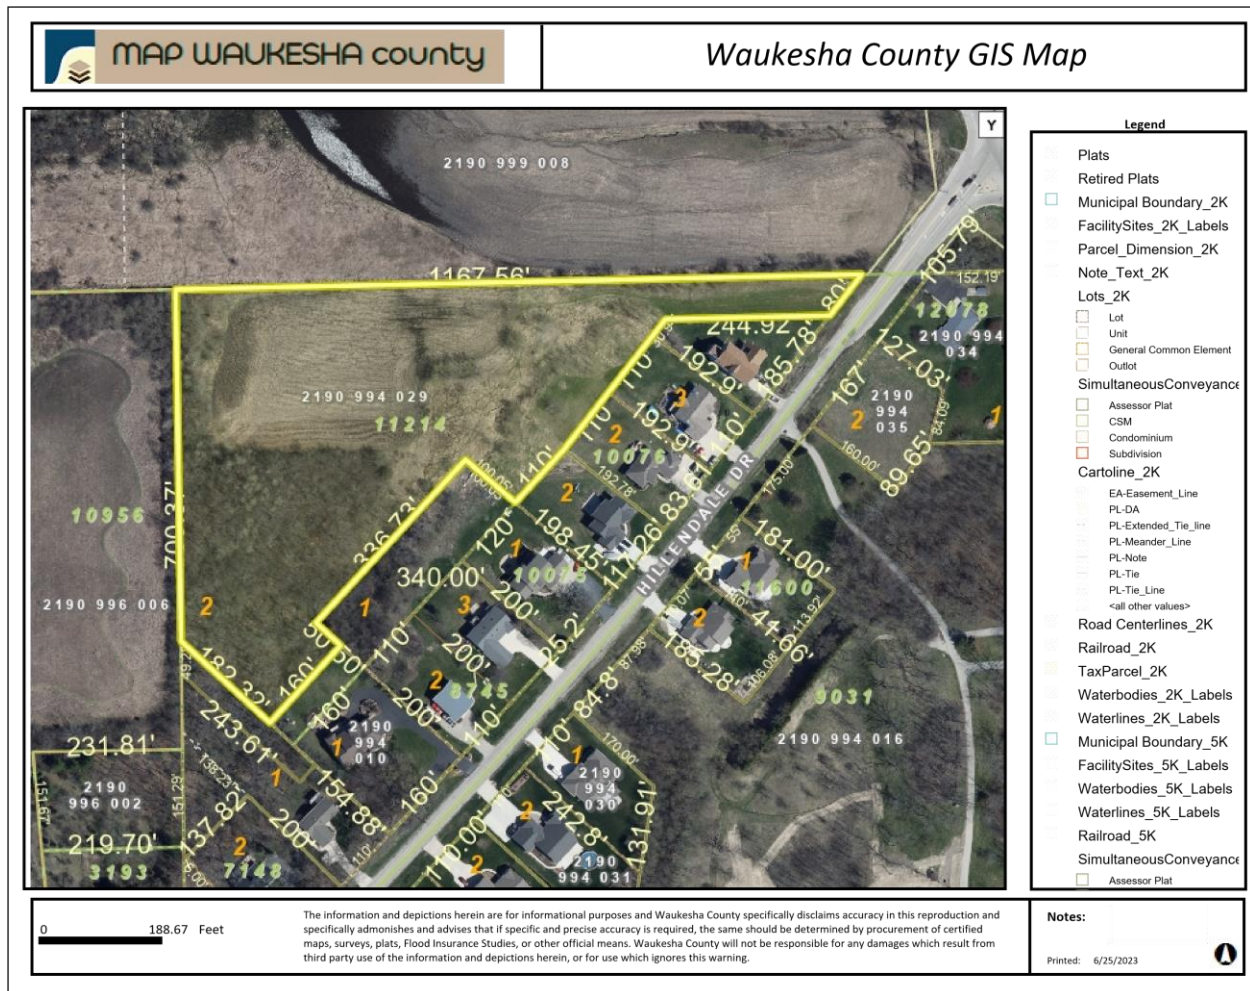 MAP WAUKESHA county
Waukesha County GIS Map
Y
2190 999 008
105.79'
1167.56'
152.19'
80'
12078
244.92'
2190 994
034
85.78'
127.03'
192.9'
167'
2190 994 029
11214
110'
3
2190
994
035
2
84.09'
1
110'
2
192.9'
110'
160.00'
10076
89.65'
192.78'
110'
2
83.61'
HILLENDALE DR
175.00'
10956
700.37'
336.73'
120'
198.45'
117.26'
55'
181.00'
1
1
10075
11600
340.00'
2190 996 006
2
1
3
200'
41.66'
113.92'
2
50.50'
110'
200'
25.2'
185.28'
106.08'
87.98'
182.32'
160'
2
8745
84.8'
9031
243.61'
160'
200'
110'
2190 994 016
231.81'
1
2190
994
010
170.00'
1
138.23'
1
2190
996 002
151.97'
151.29'
154.88'
160'
2190
994
030
137.82'
200'
2
242.8'
131.91'
219.70'
2
110'
110.00'
2
2190
994 031
3193
7148
Legend
Plats
Retired Plats
Municipal Boundary_2K
FacilitySites_2K_Labels
Parcel_Dimension_2K
Note_Text_2K
Lots_2K
Lot
Unit
General Common Element
Outlot
SimultaneousConveyance
Assessor Plat
CSM
Condominium
Subdivision
Cartoline_2K
EA-Easement_Line
PL-DA
PL-Extended_Tie_line
PL-Meander_Line
PL-Note
PL-Tie
PL-Tie_Line
<all other values>
Road Centerlines_2K
Railroad_2K
TaxParcel_2K
Waterbodies_2K_Labels
Waterlines_2K_Labels
Municipal Boundary_5K
FacilitySites_5K_Labels
Waterbodies_5K_Labels
Waterlines_5K_Labels
Railroad_5K
SimultaneousConveyance
Assessor Plat
0 188.67 Feet
The information and depictions herein are for informational purposes and Waukesha County specifically disclaims accuracy in this reproduction and
specifically admonishes and advises that if specific and precise accuracy is required, the same should be determined by procurement of certified
maps, surveys, plats, Flood Insurance Studies, or other official means. Waukesha County will not be responsible for any damages which result from
third party use of the information and depictions herein, or for use which ignores this warning.
Notes:
Printed: 6/25/2023